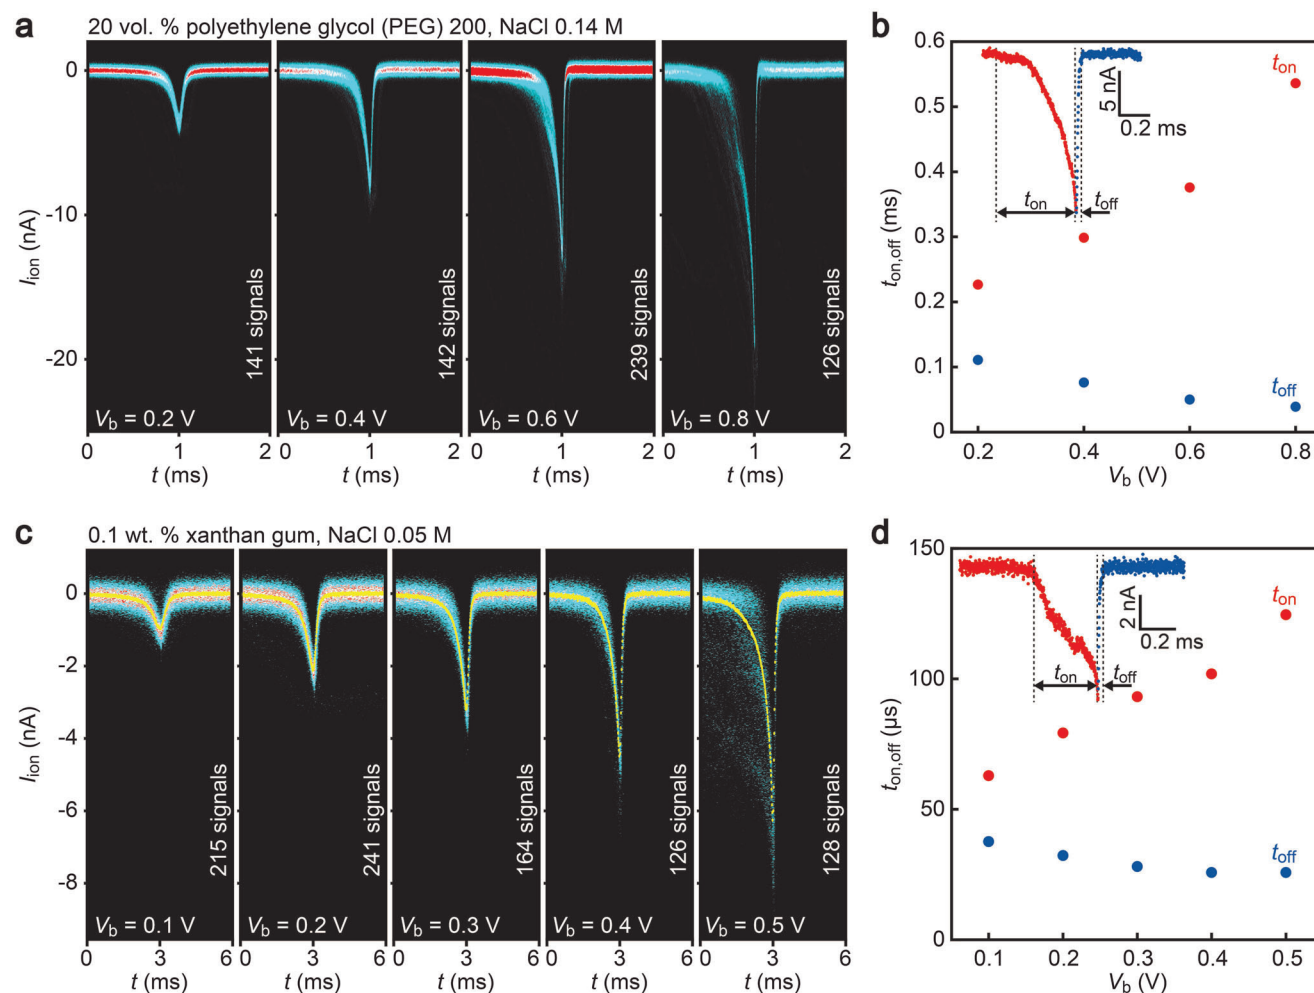 a
20 vol. % polyethylene glycol (PEG) 200, NaCl 0.14 M
0
-10
-20
I_ion (nA)
141 signals
V_b = 0.2 V
142 signals
V_b = 0.4 V
239 signals
V_b = 0.6 V
126 signals
V_b = 0.8 V
0 1 2
0 1 2
0 1 2
0 1 2
t (ms)
t (ms)
t (ms)
t (ms)
b
0.6
0.5
0.4
0.3
0.2
0.1
0
t_on,off (ms)
t_on
5 nA
0.2 ms
t_on
t_off
t_off
0.2 0.4 0.6 0.8
V_b (V)
c
0.1 wt. % xanthan gum, NaCl 0.05 M
0
-2
-4
-6
-8
I_ion (nA)
215 signals
V_b = 0.1 V
241 signals
V_b = 0.2 V
164 signals
V_b = 0.3 V
126 signals
V_b = 0.4 V
128 signals
V_b = 0.5 V
0 3 6
0 3 6
0 3 6
0 3 6
0 3 6
t (ms)
t (ms)
t (ms)
t (ms)
t (ms)
d
150
100
50
0
t_on,off (µs)
t_on
2 nA
0.2 ms
t_on
t_off
t_off
0.1 0.2 0.3 0.4 0.5
V_b (V)